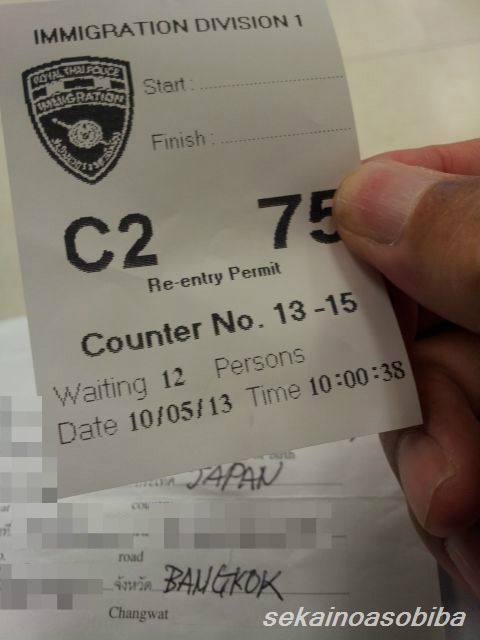 IMMIGRATION DIVISION 1
ROYAL THAI POLICE
IMMIGRATION
Start :
Finish :
C2 75
Re-entry Permit
Counter No. 13 -15
Waiting 12 Persons
Date 10/05/13 Time 10:00:38
birth
JAPAN
road
จังหวัด BANGKOK
Changwat
sekainoasobiba